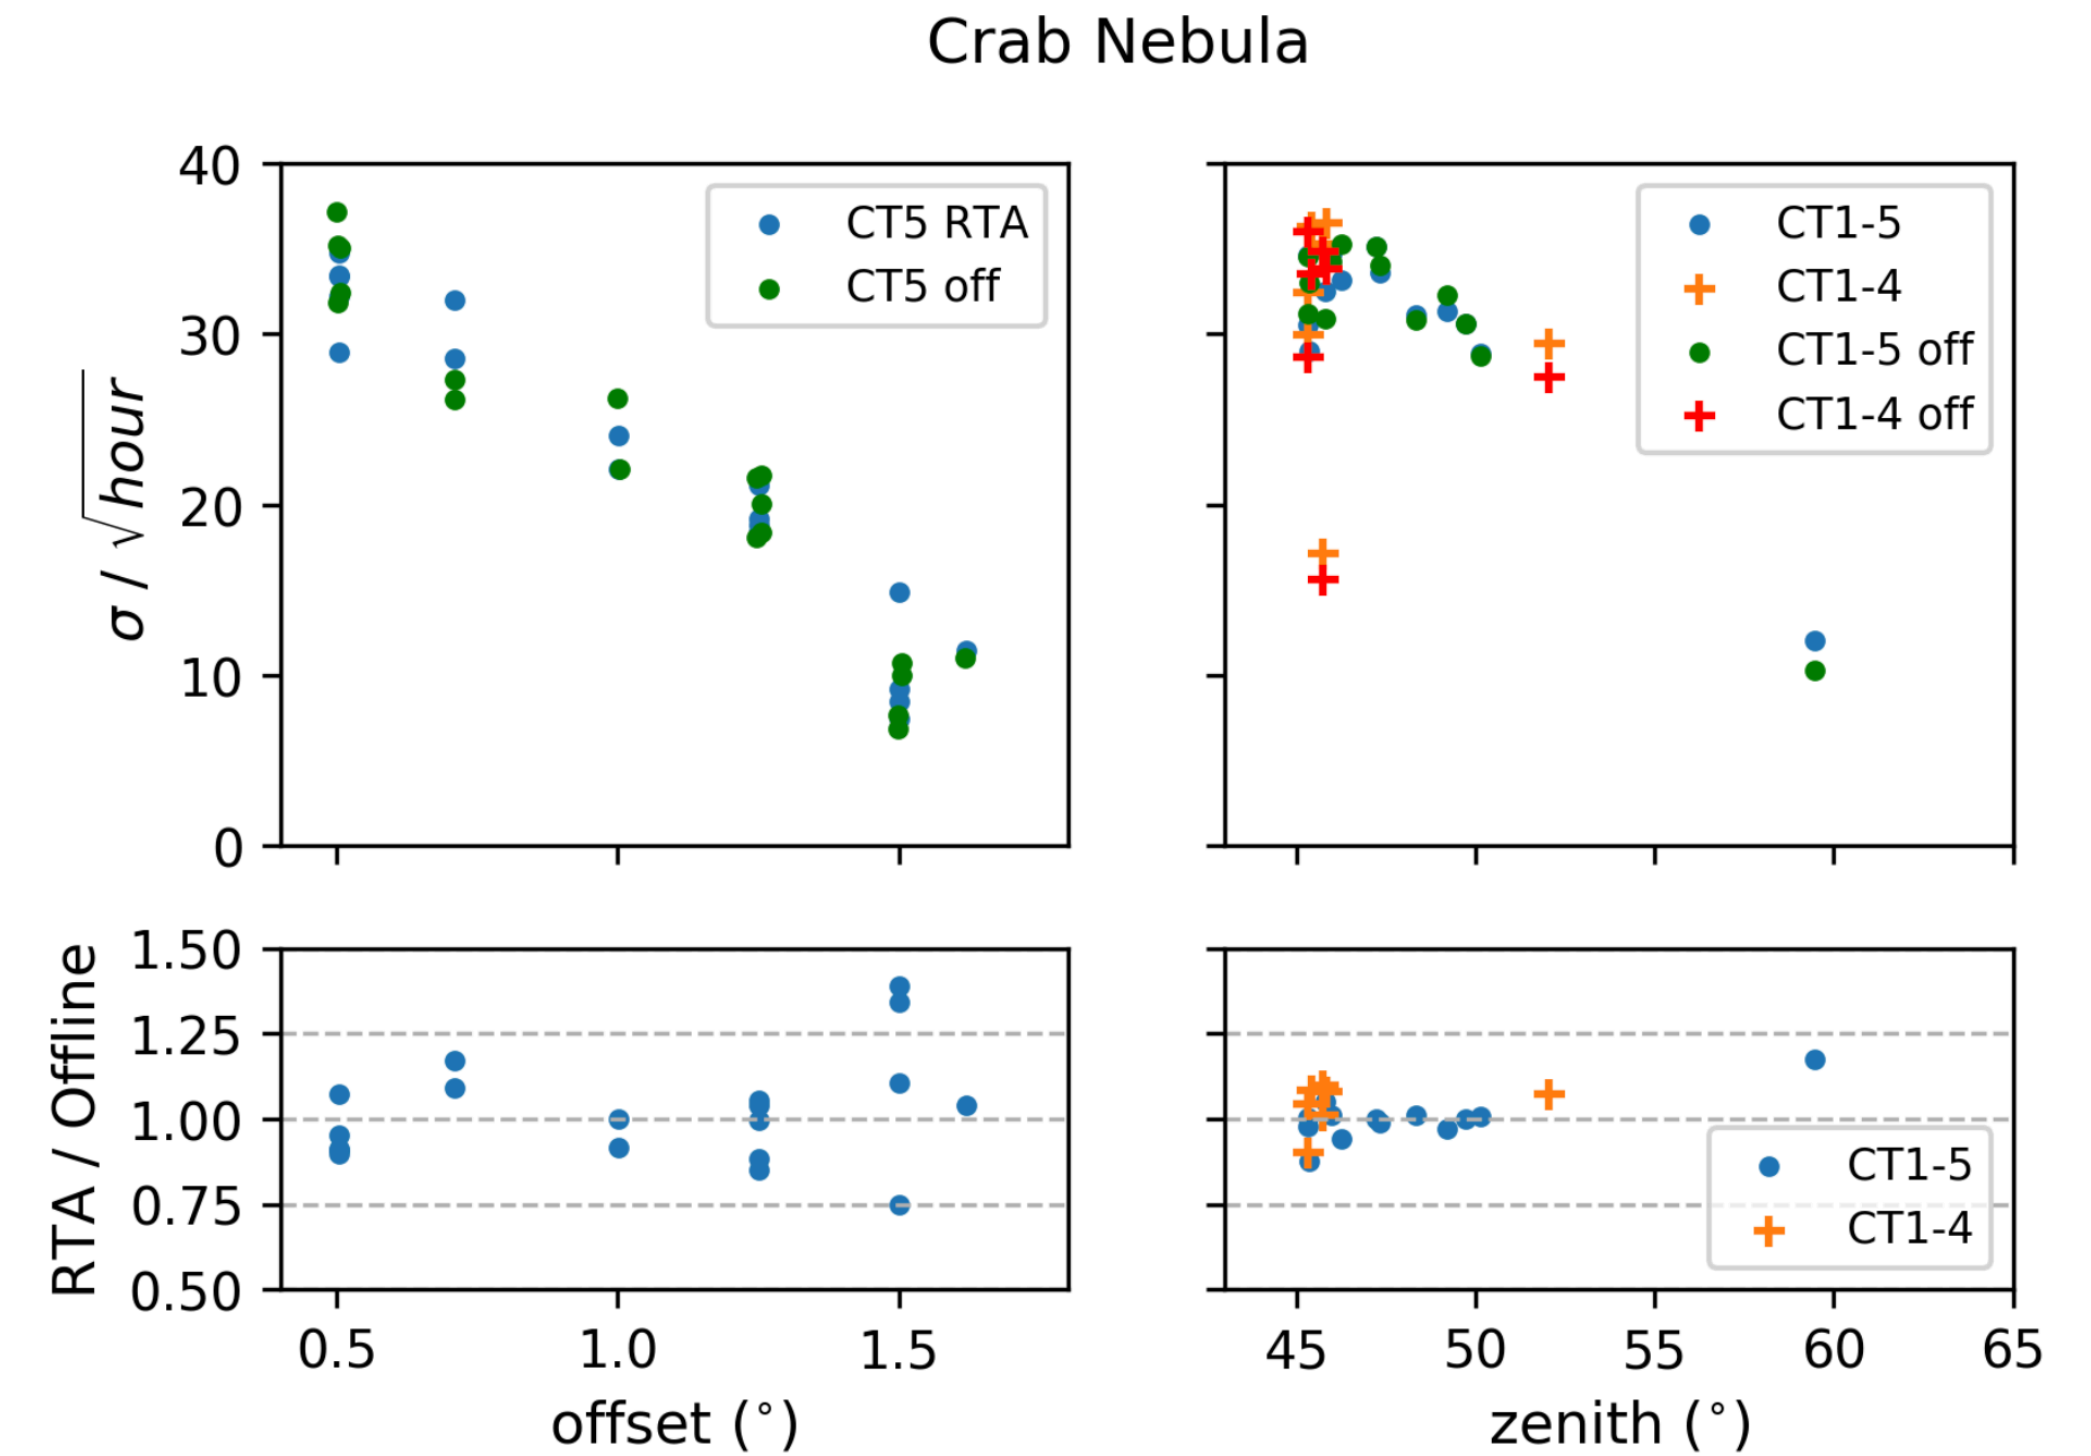 Crab Nebula
40
30
20
10
0
σ / √hour
CT5 RTA
CT5 off
CT1-5
CT1-4
CT1-5 off
CT1-4 off
1.50
1.25
1.00
0.75
0.50
RTA / Offline
0.5 1.0 1.5
offset (°)
CT1-5
CT1-4
45 50 55 60 65
zenith (°)